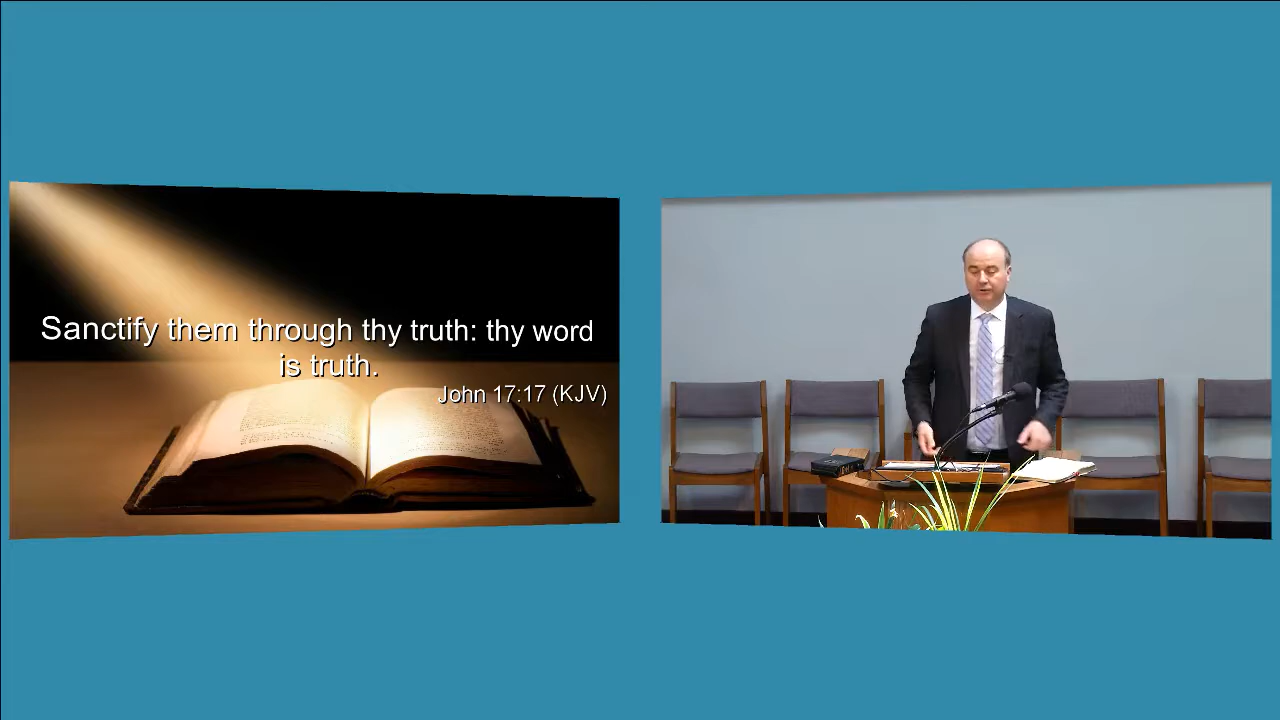 Sanctify them through thy truth: thy word
is truth.
John 17:17 (KJV)